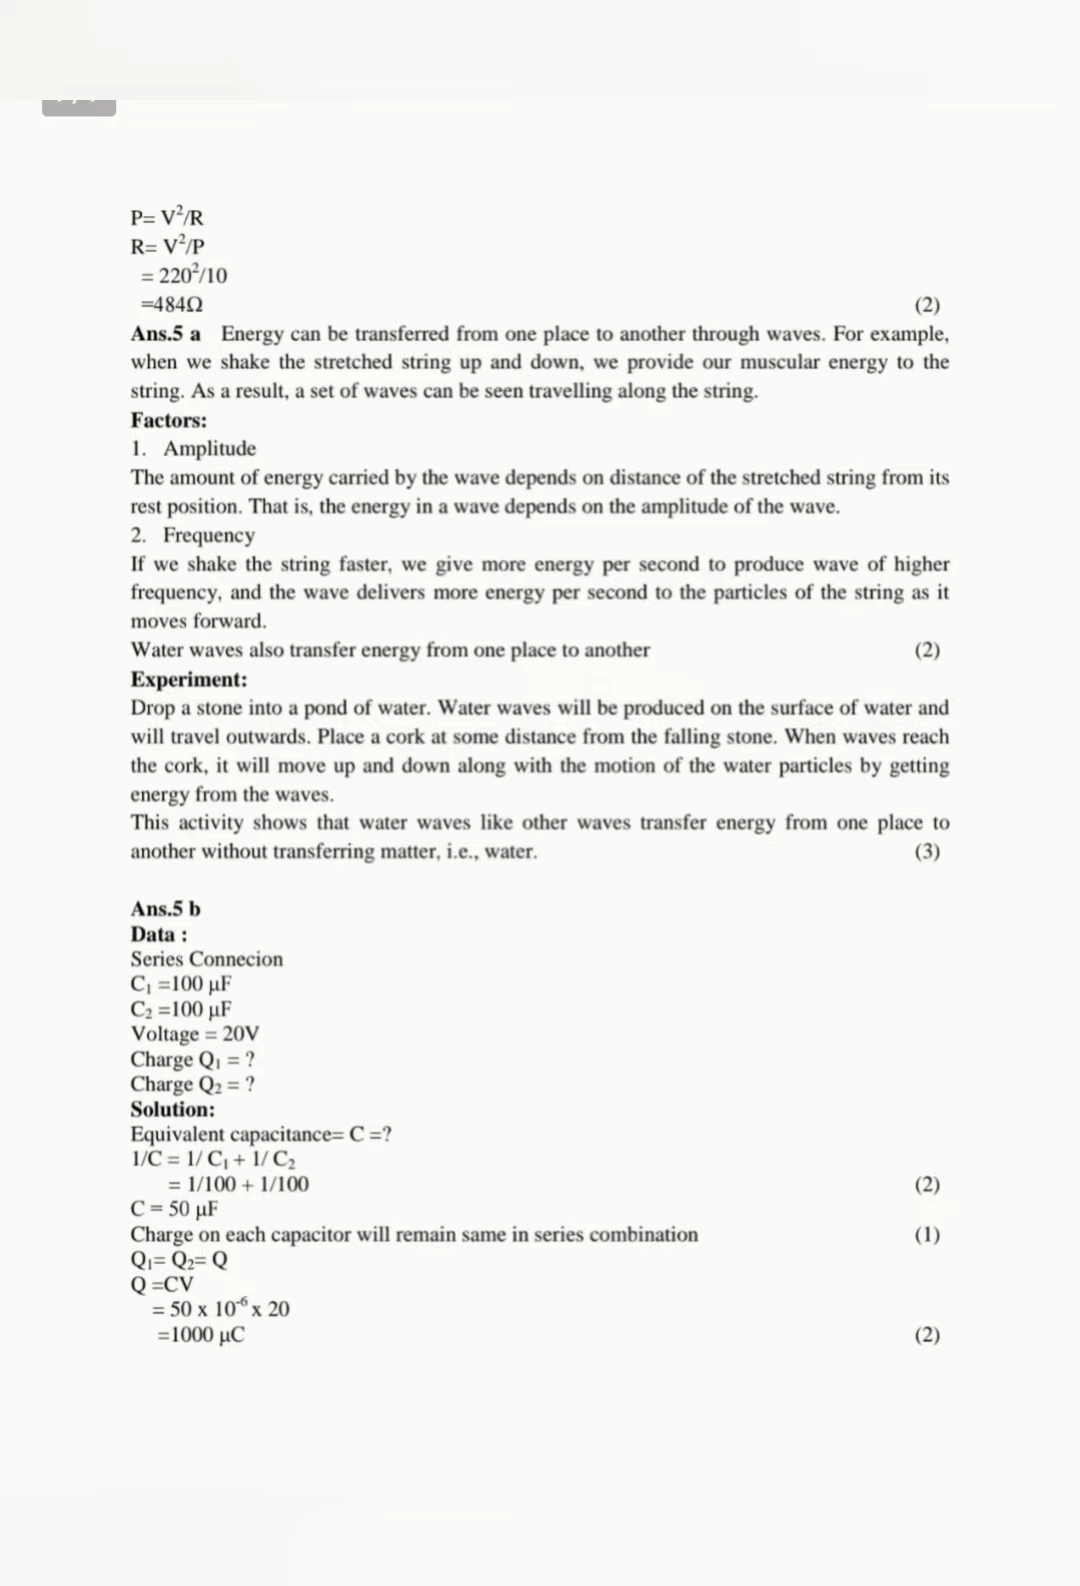 P= V²/R
R= V²/P
= 220²/10
=484Ω (2)
Ans.5 a Energy can be transferred from one place to another through waves. For example,
when we shake the stretched string up and down, we provide our muscular energy to the
string. As a result, a set of waves can be seen travelling along the string.
Factors:
1. Amplitude
The amount of energy carried by the wave depends on distance of the stretched string from its
rest position. That is, the energy in a wave depends on the amplitude of the wave.
2. Frequency
If we shake the string faster, we give more energy per second to produce wave of higher
frequency, and the wave delivers more energy per second to the particles of the string as it
moves forward.
Water waves also transfer energy from one place to another (2)
Experiment:
Drop a stone into a pond of water. Water waves will be produced on the surface of water and
will travel outwards. Place a cork at some distance from the falling stone. When waves reach
the cork, it will move up and down along with the motion of the water particles by getting
energy from the waves.
This activity shows that water waves like other waves transfer energy from one place to
another without transferring matter, i.e., water. (3)
Ans.5 b
Data :
Series Connecion
C₁ =100 µF
C₂ =100 µF
Voltage = 20V
Charge Q₁ = ?
Charge Q₂ = ?
Solution:
Equivalent capacitance= C =?
1/C = 1/ C₁ + 1/ C₂
= 1/100 + 1/100 (2)
C = 50 µF
Charge on each capacitor will remain same in series combination (1)
Q₁= Q₂= Q
Q =CV
= 50 x 10⁻⁶ x 20
=1000 µC (2)